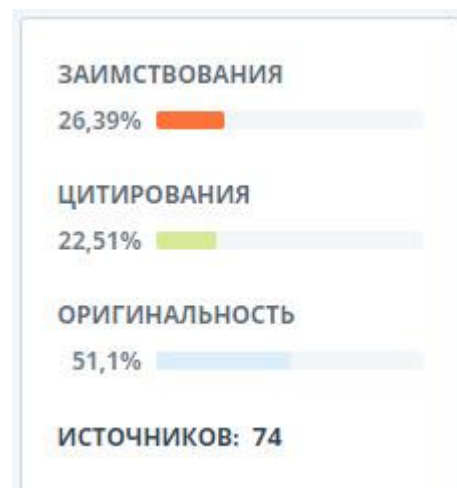 ЗАИМСТВОВАНИЯ
26,39%
ЦИТИРОВАНИЯ
22,51%
ОРИГИНАЛЬНОСТЬ
51,1%
ИСТОЧНИКОВ: 74